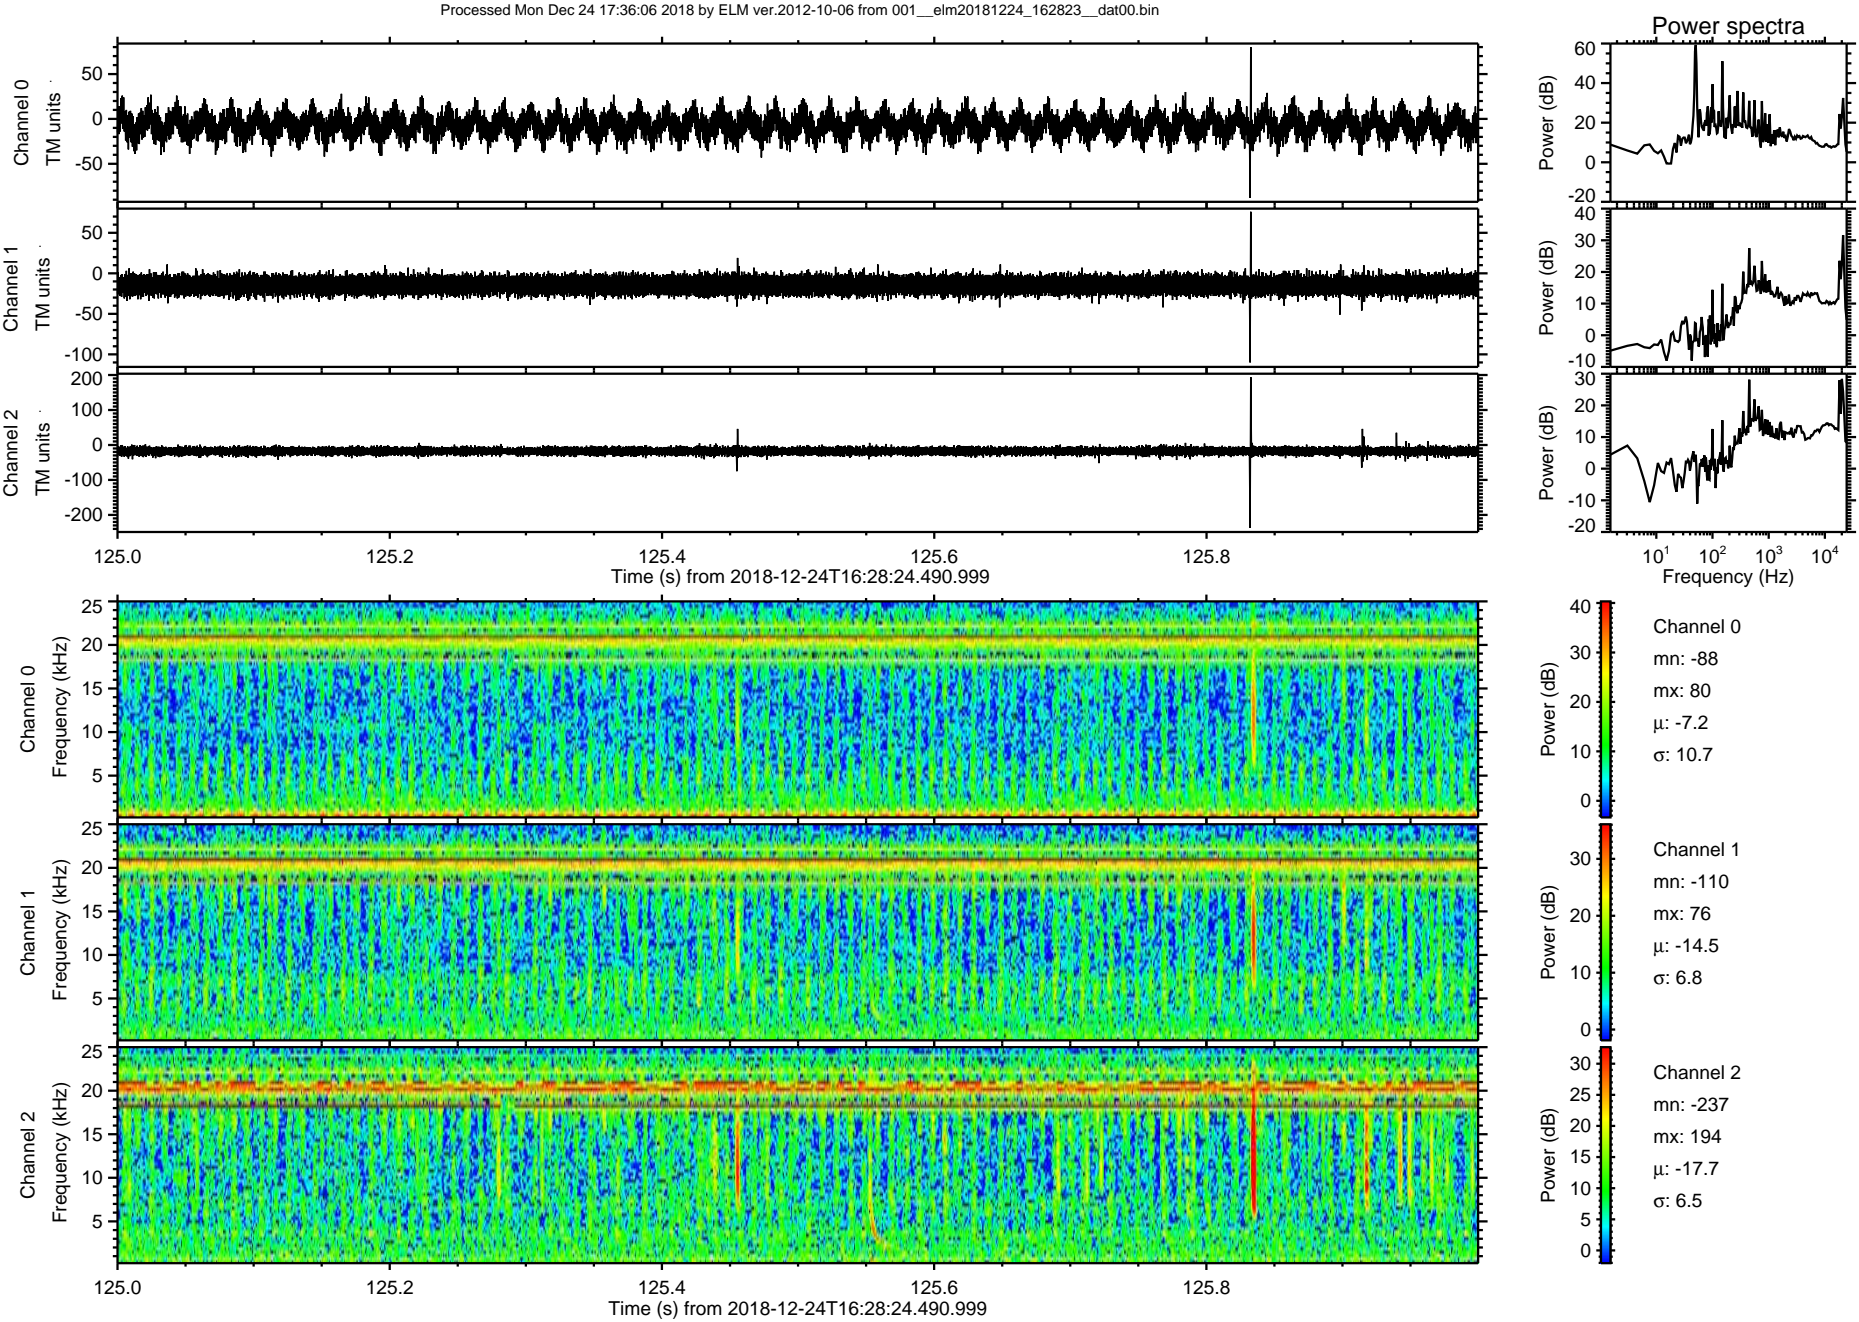 Processed Mon Dec 24 17:36:06 2018 by ELM ver.2012-10-06 from 001__elm20181224_162823__dat00.bin
Power spectra
Channel 0
TM units
50
0
-50
Power (dB)
60
40
20
0
-20
Channel 1
TM units
50
0
-50
-100
Power (dB)
40
30
20
10
0
-10
Channel 2
TM units
200
100
0
-100
-200
Power (dB)
30
20
10
0
-10
-20
125.0 125.2 125.4 125.6 125.8
Time (s) from 2018-12-24T16:28:24.490.999
10¹ 10² 10³ 10⁴
Frequency (Hz)
Channel 0
Frequency (kHz)
25
20
15
10
5
Power (dB)
40
30
20
10
0
Channel 0
mn: -88
mx: 80
μ: -7.2
σ: 10.7
Channel 1
Frequency (kHz)
25
20
15
10
5
Power (dB)
30
20
10
0
Channel 1
mn: -110
mx: 76
μ: -14.5
σ: 6.8
Channel 2
Frequency (kHz)
25
20
15
10
5
Power (dB)
30
25
20
15
10
5
0
Channel 2
mn: -237
mx: 194
μ: -17.7
σ: 6.5
125.0 125.2 125.4 125.6 125.8
Time (s) from 2018-12-24T16:28:24.490.999